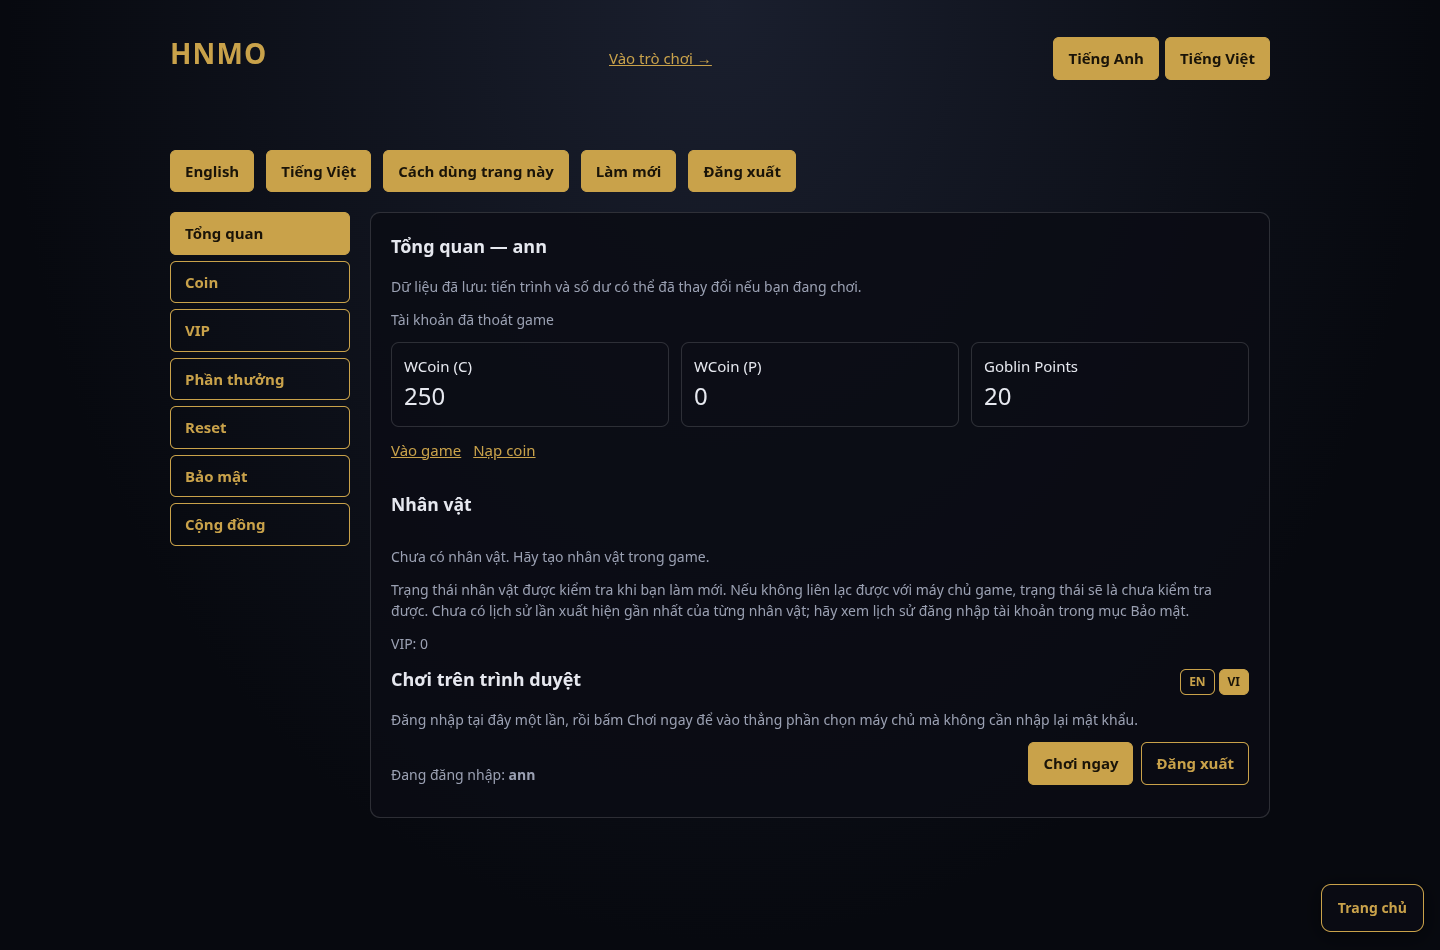 HNMO
Vào trò chơi →
Tiếng Anh
Tiếng Việt
English
Tiếng Việt
Cách dùng trang này
Làm mới
Đăng xuất
Tổng quan
Coin
VIP
Phần thưởng
Reset
Bảo mật
Cộng đồng
Tổng quan — ann
Dữ liệu đã lưu: tiến trình và số dư có thể đã thay đổi nếu bạn đang chơi.
Tài khoản đã thoát game
WCoin (C)
250
WCoin (P)
0
Goblin Points
20
Vào game
Nạp coin
Nhân vật
Chưa có nhân vật. Hãy tạo nhân vật trong game.
Trạng thái nhân vật được kiểm tra khi bạn làm mới. Nếu không liên lạc được với máy chủ game, trạng thái sẽ là chưa kiểm tra
được. Chưa có lịch sử lần xuất hiện gần nhất của từng nhân vật; hãy xem lịch sử đăng nhập tài khoản trong mục Bảo mật.
VIP: 0
Chơi trên trình duyệt
EN
VI
Đăng nhập tại đây một lần, rồi bấm Chơi ngay để vào thẳng phần chọn máy chủ mà không cần nhập lại mật khẩu.
Đang đăng nhập: ann
Chơi ngay
Đăng xuất
Trang chủ